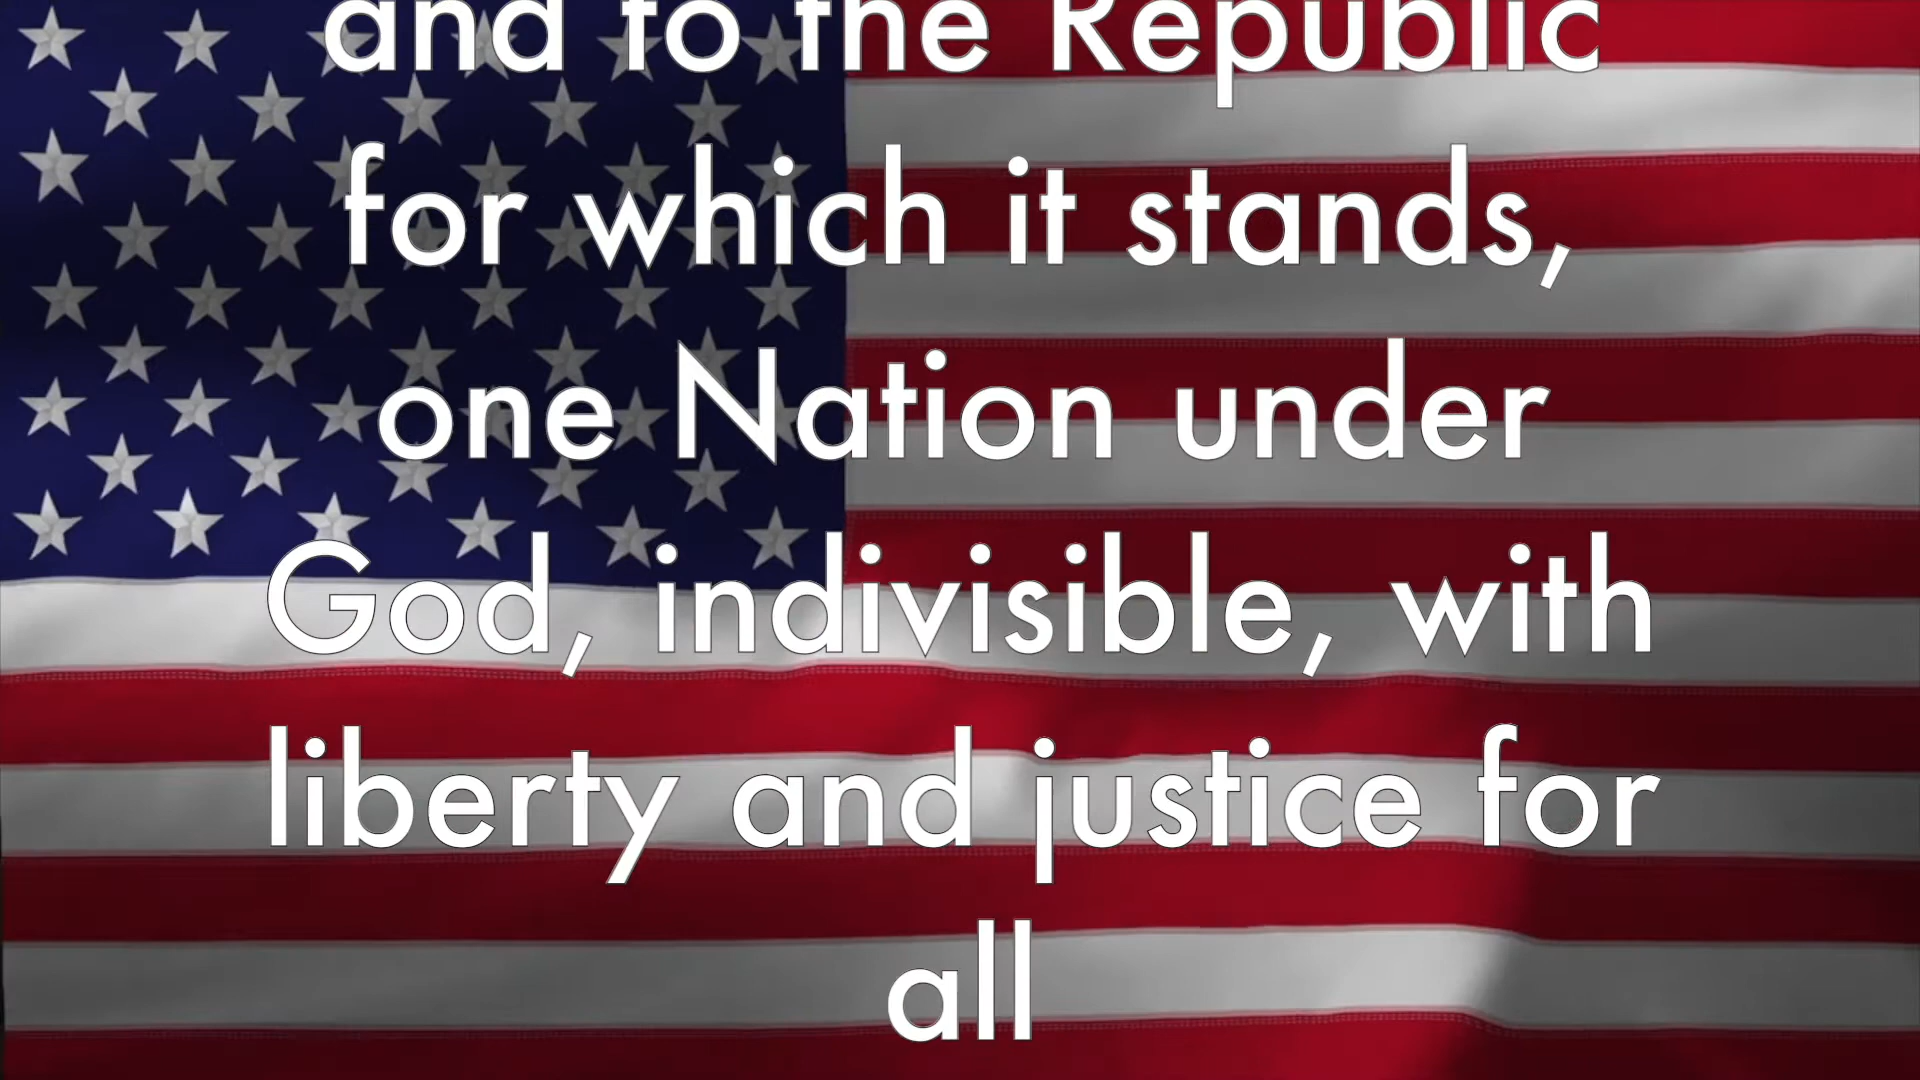 and to the Republic
for which it stands,
one Nation under
God, indivisible, with
liberty and justice for
all